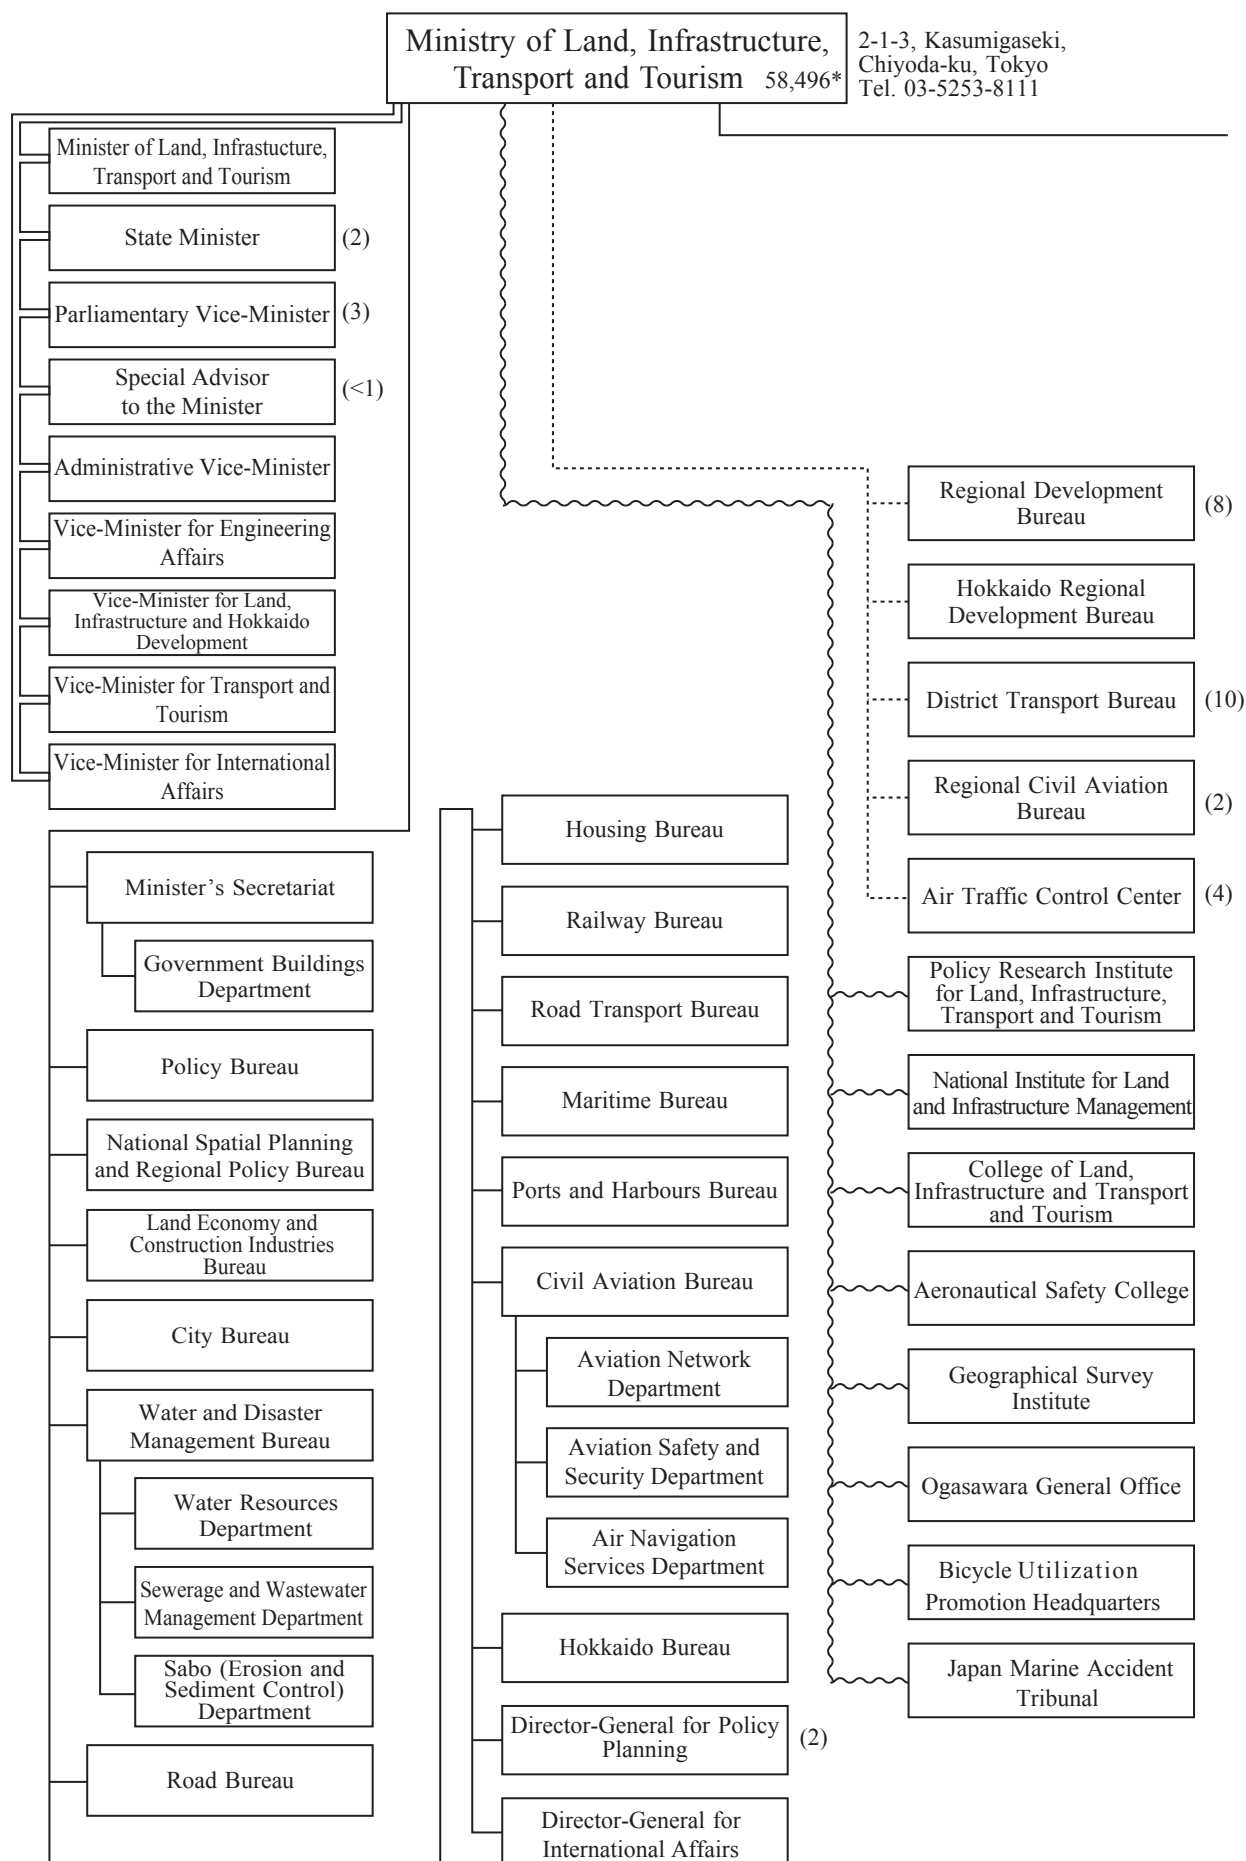 Ministry of Land, Infrastructure,
Transport and Tourism 58,496*
2-1-3, Kasumigaseki,
Chiyoda-ku, Tokyo
Tel. 03-5253-8111
Minister of Land, Infrastucture,
Transport and Tourism
State Minister (2)
Parliamentary Vice-Minister (3)
Special Advisor
to the Minister (<1)
Administrative Vice-Minister
Vice-Minister for Engineering
Affairs
Vice-Minister for Land,
Infrastructure and Hokkaido
Development
Vice-Minister for Transport and
Tourism
Vice-Minister for International
Affairs
Minister’s Secretariat
Government Buildings
Department
Policy Bureau
National Spatial Planning
and Regional Policy Bureau
Land Economy and
Construction Industries
Bureau
City Bureau
Water and Disaster
Management Bureau
Water Resources
Department
Sewerage and Wastewater
Management Department
Sabo (Erosion and
Sediment Control)
Department
Road Bureau
Housing Bureau
Railway Bureau
Road Transport Bureau
Maritime Bureau
Ports and Harbours Bureau
Civil Aviation Bureau
Aviation Network
Department
Aviation Safety and
Security Department
Air Navigation
Services Department
Hokkaido Bureau
Director-General for Policy
Planning (2)
Director-General for
International Affairs
Regional Development
Bureau (8)
Hokkaido Regional
Development Bureau
District Transport Bureau (10)
Regional Civil Aviation
Bureau (2)
Air Traffic Control Center (4)
Policy Research Institute
for Land, Infrastructure,
Transport and Tourism
National Institute for Land
and Infrastructure Management
College of Land,
Infrastructure and Transport
and Tourism
Aeronautical Safety College
Geographical Survey
Institute
Ogasawara General Office
Bicycle Utilization
Promotion Headquarters
Japan Marine Accident
Tribunal